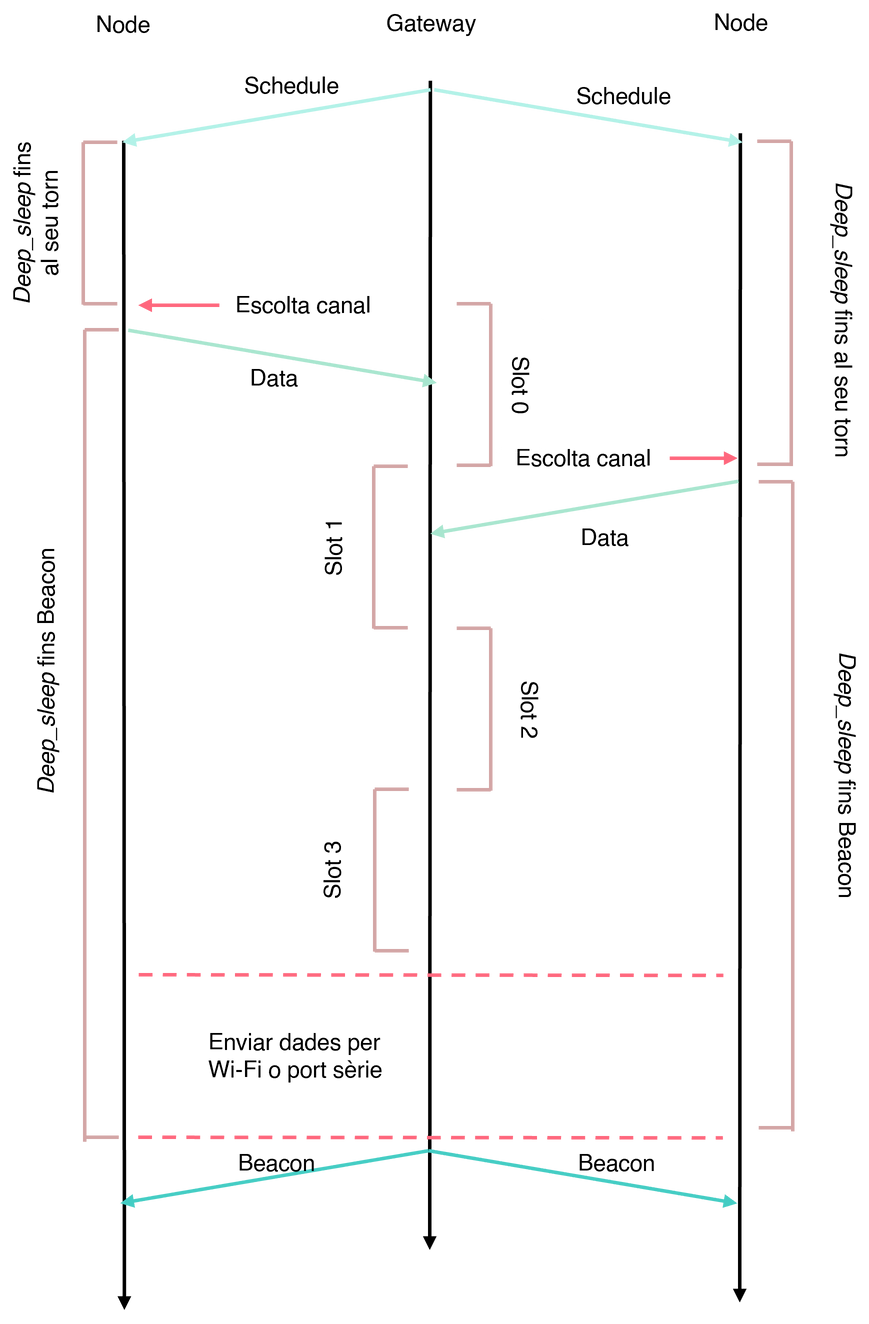 Node
Gateway
Node
Schedule
Schedule
Deep_sleep fins
al seu torn
Deep_sleep fins al seu torn
Escolta canal
Slot 0
Data
Escolta canal
Slot 1
Data
Deep_sleep fins Beacon
Slot 2
Deep_sleep fins Beacon
Slot 3
Enviar dades per
Wi-Fi o port sèrie
Beacon
Beacon